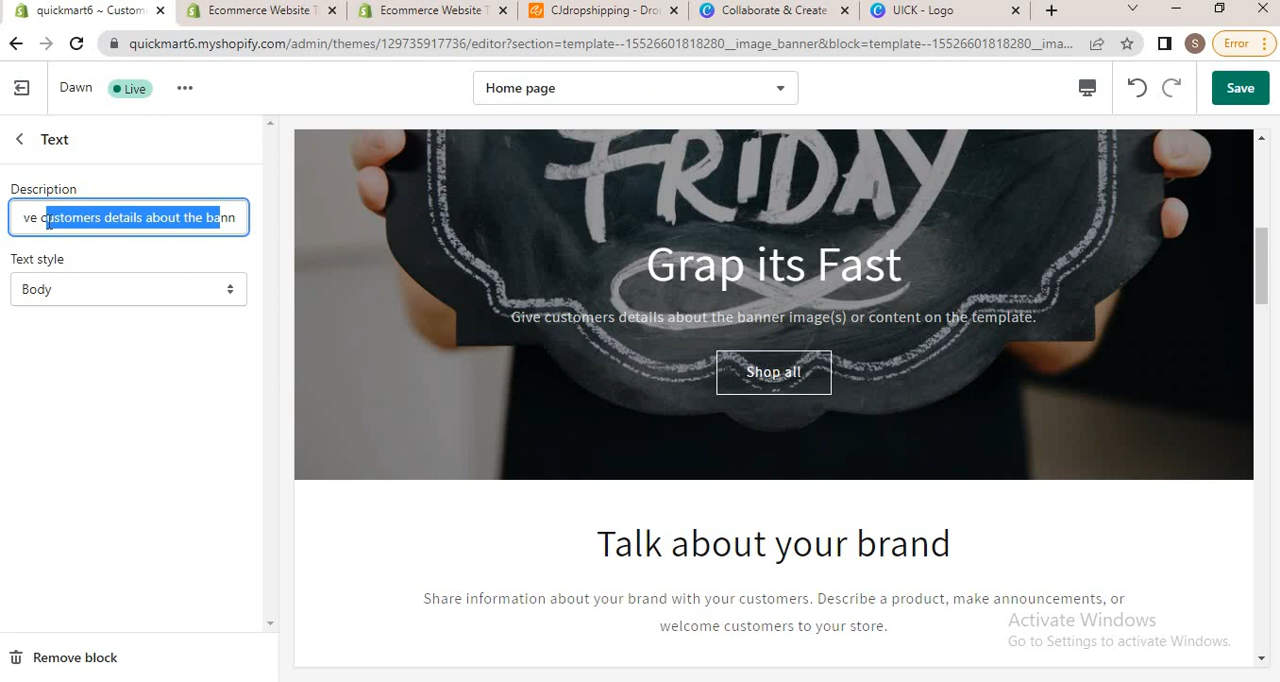 quickmart6 ~ Custom
Ecommerce Website T
Ecommerce Website T
CJdropshipping - Dro
Collaborate & Create
UICK - Logo
quickmart6.myshopify.com/admin/themes/129735917736/editor?section=template--15526601818280__image_banner&block=template--15526601818280__ima...
S
Error
Dawn
Live
Home page
Save
Text
Description
ve customers details about the bann
Text style
Body
Remove block
FRIDAY
Grap its Fast
Give customers details about the banner image(s) or content on the template.
Shop all
Talk about your brand
Share information about your brand with your customers. Describe a product, make announcements, or
welcome customers to your store.
Activate Windows
Go to Settings to activate Windows.